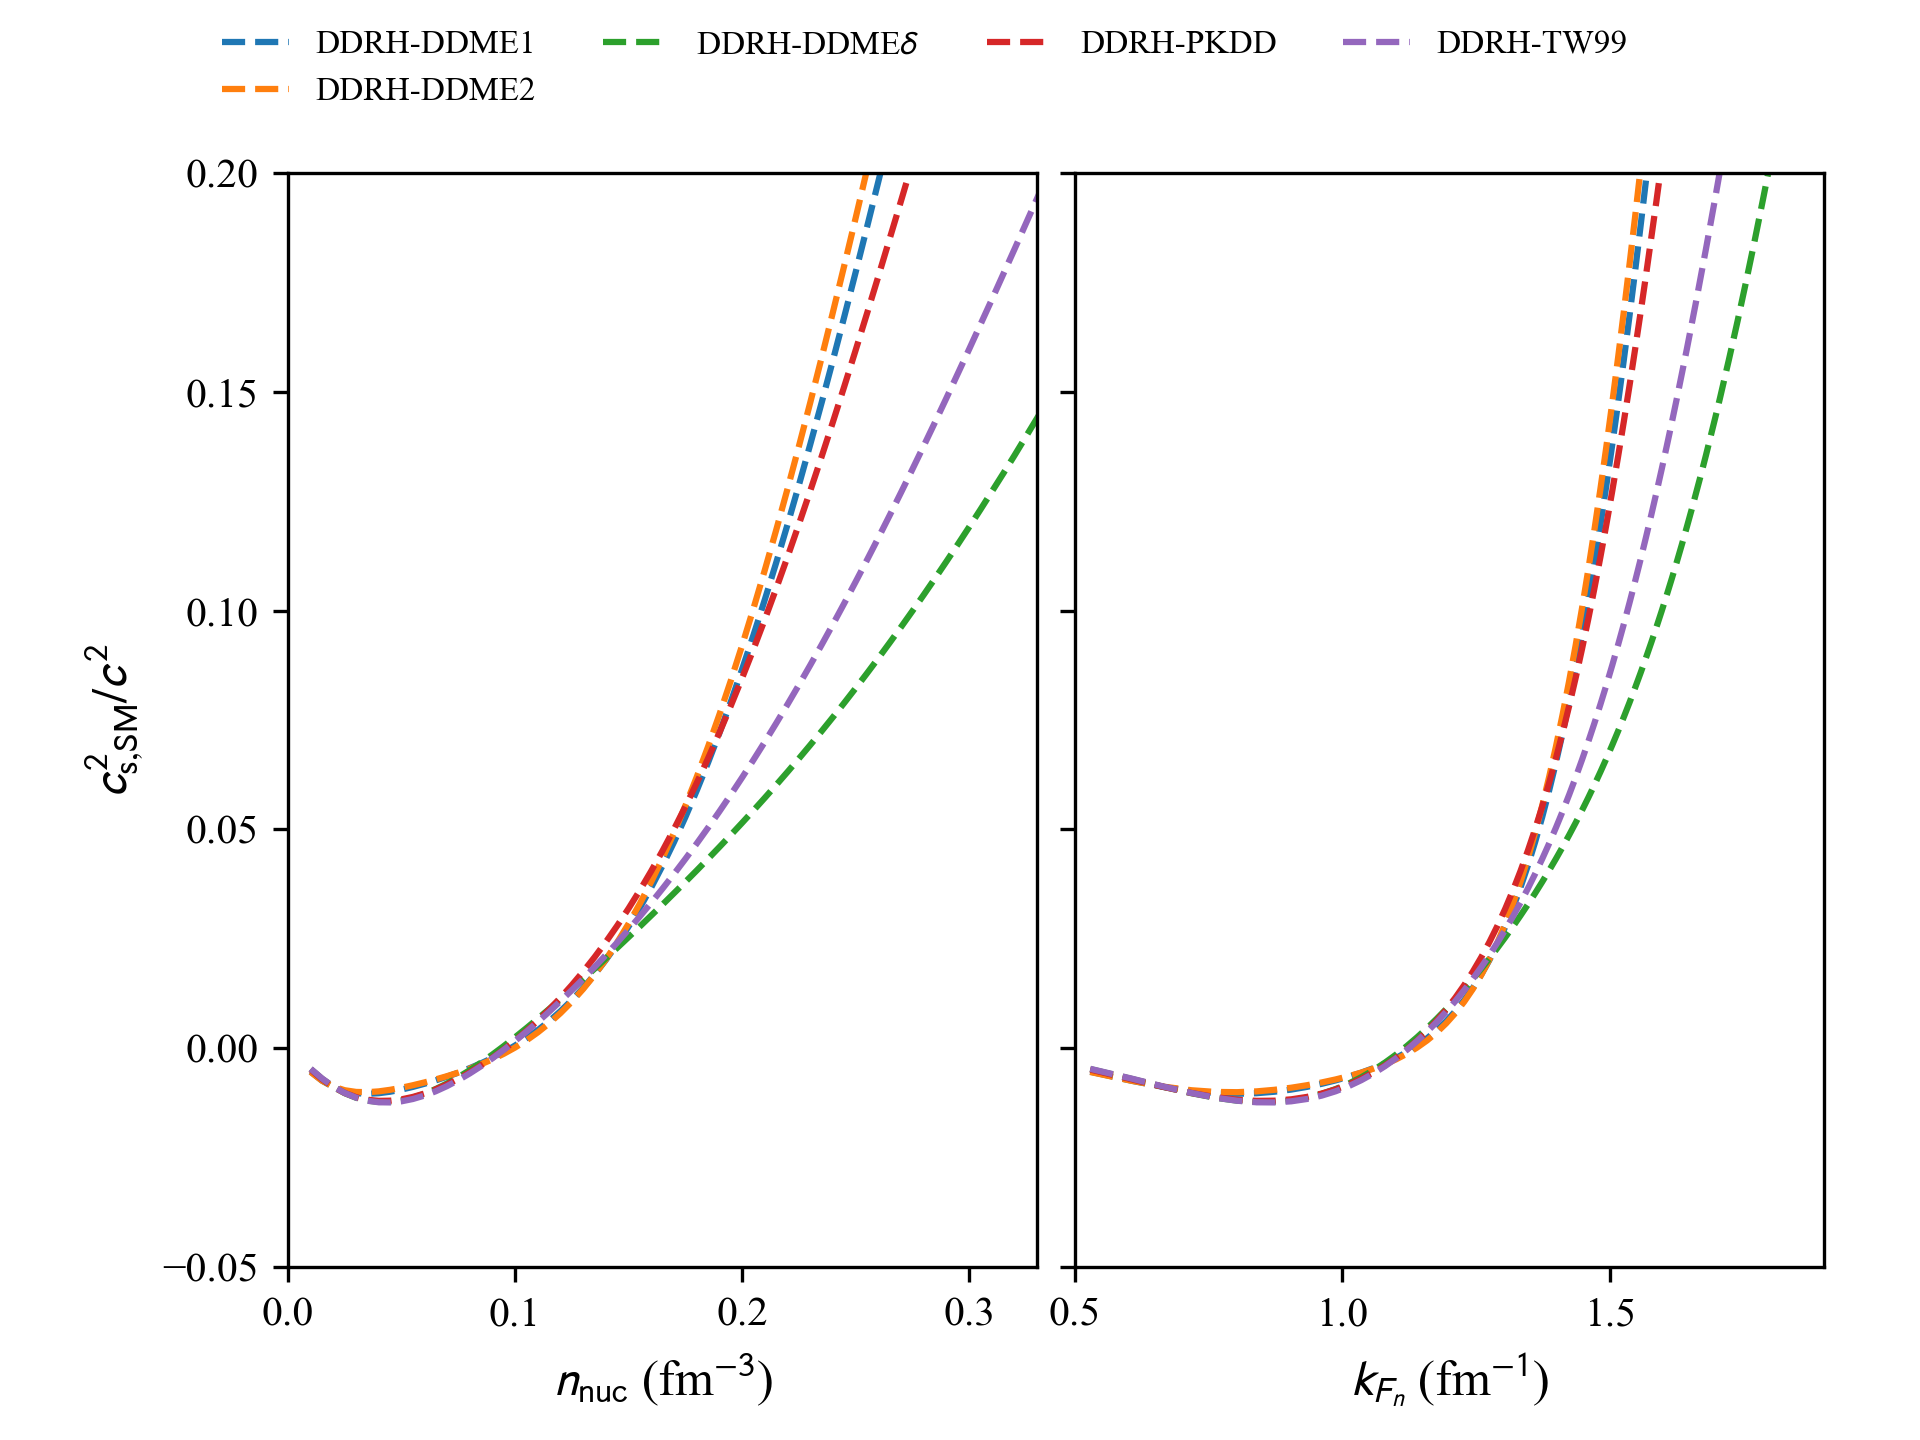 DDRH-DDME1 DDRH-DDMEδ DDRH-PKDD DDRH-TW99
DDRH-DDME2
0.20
0.15
0.10
0.05
0.00
−0.05
c²s,SM/c²
0.0 0.1 0.2 0.3 0.5 1.0 1.5
nnuc (fm⁻³) kFn (fm⁻¹)